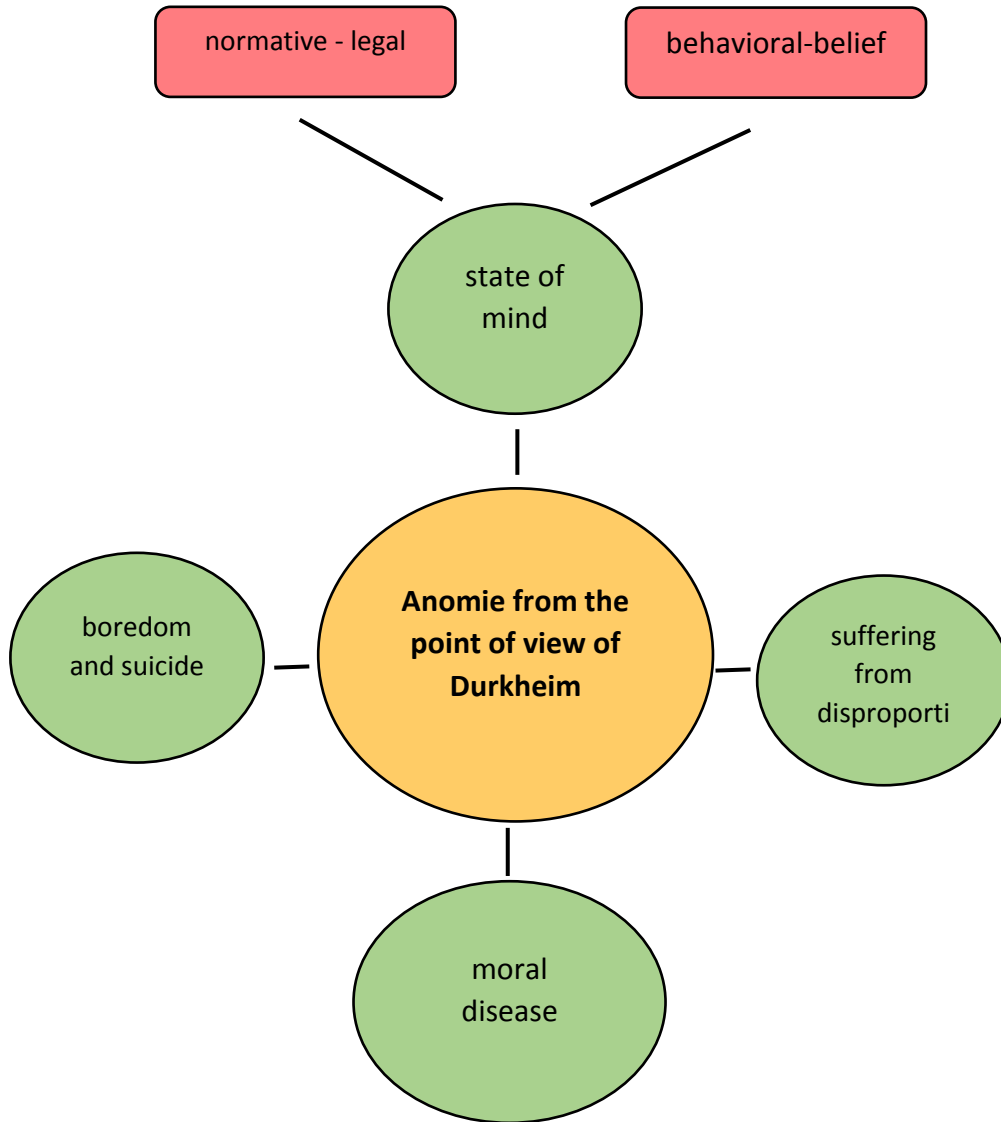 normative - legal
behavioral-belief
state of
mind
Anomie from the
point of view of
Durkheim
boredom
and suicide
suffering
from
disproporti
moral
disease